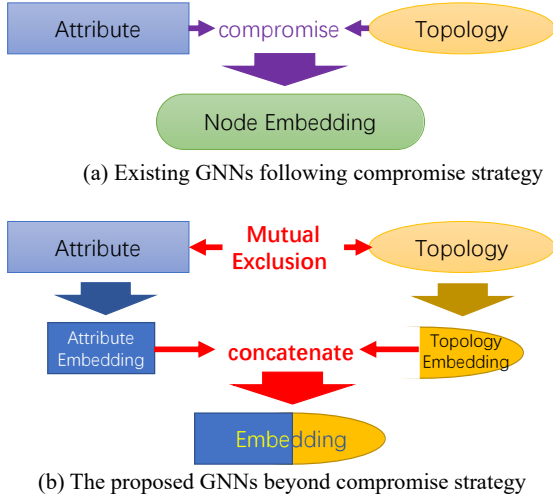 Attribute compromise Topology
Node Embedding
(a) Existing GNNs following compromise strategy
Attribute Mutual Exclusion Topology
Attribute Embedding concatenate Topology Embedding
Embedding
(b) The proposed GNNs beyond compromise strategy